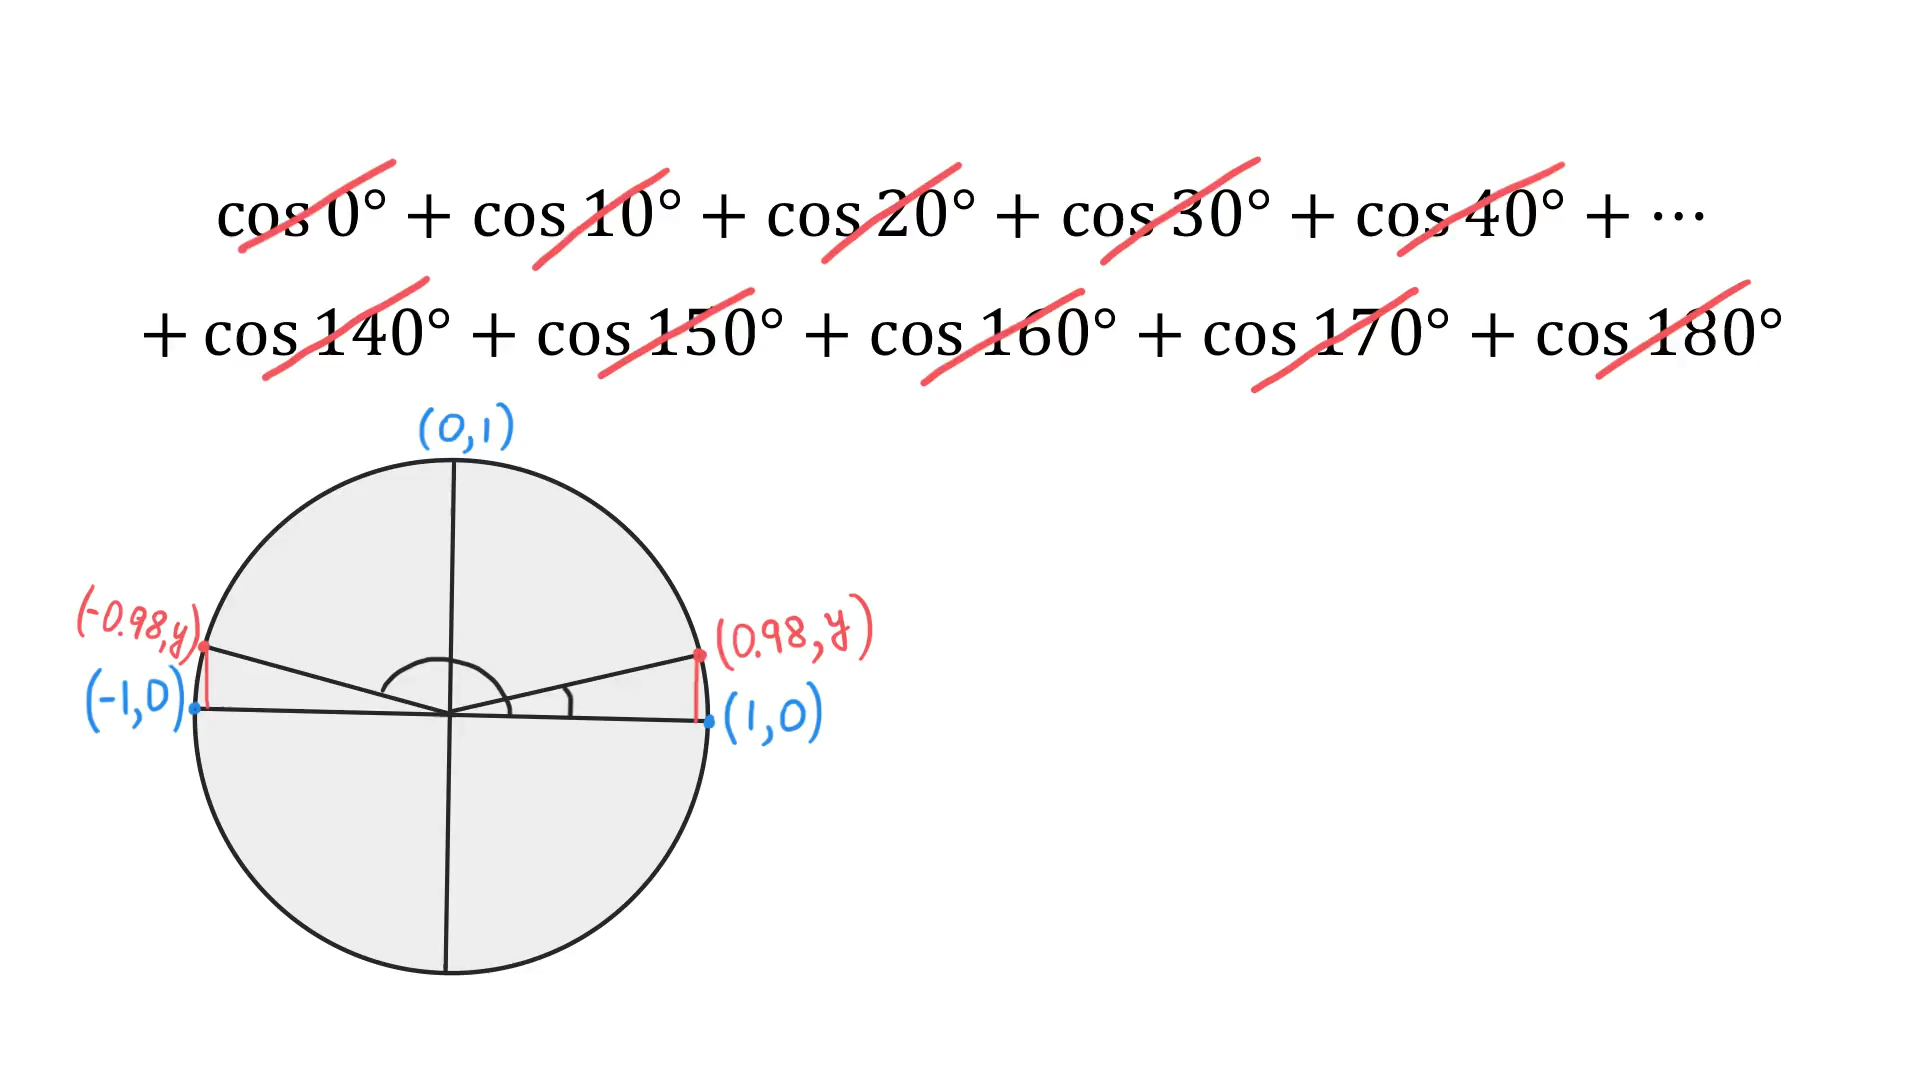 cos 0° + cos 10° + cos 20° + cos 30° + cos 40° + ⋯
+ cos 140° + cos 150° + cos 160° + cos 170° + cos 180°
(0,1)
(-0.98,y)
(0.98,y)
(-1,0)
(1,0)